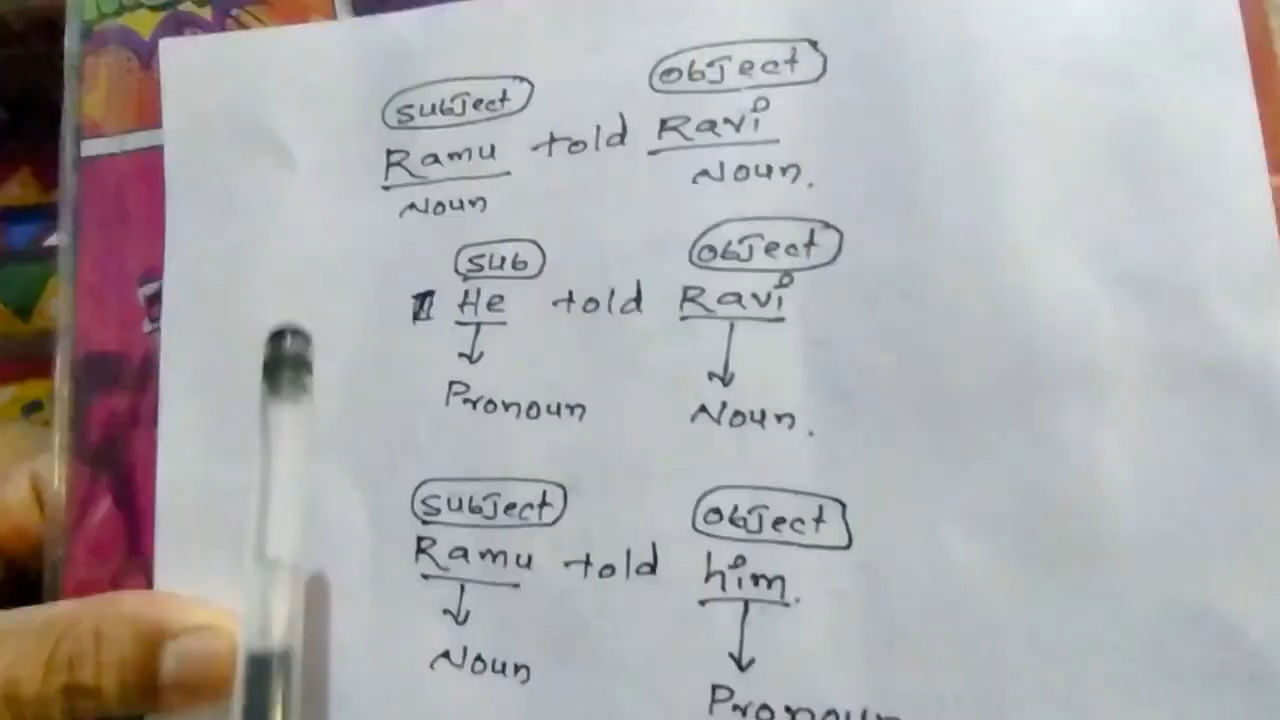 subject object
Ramu told Ravi
Noun Noun.
sub object
He told Ravi
Pronoun Noun.
subject object
Ramu told him.
Noun Pronoun